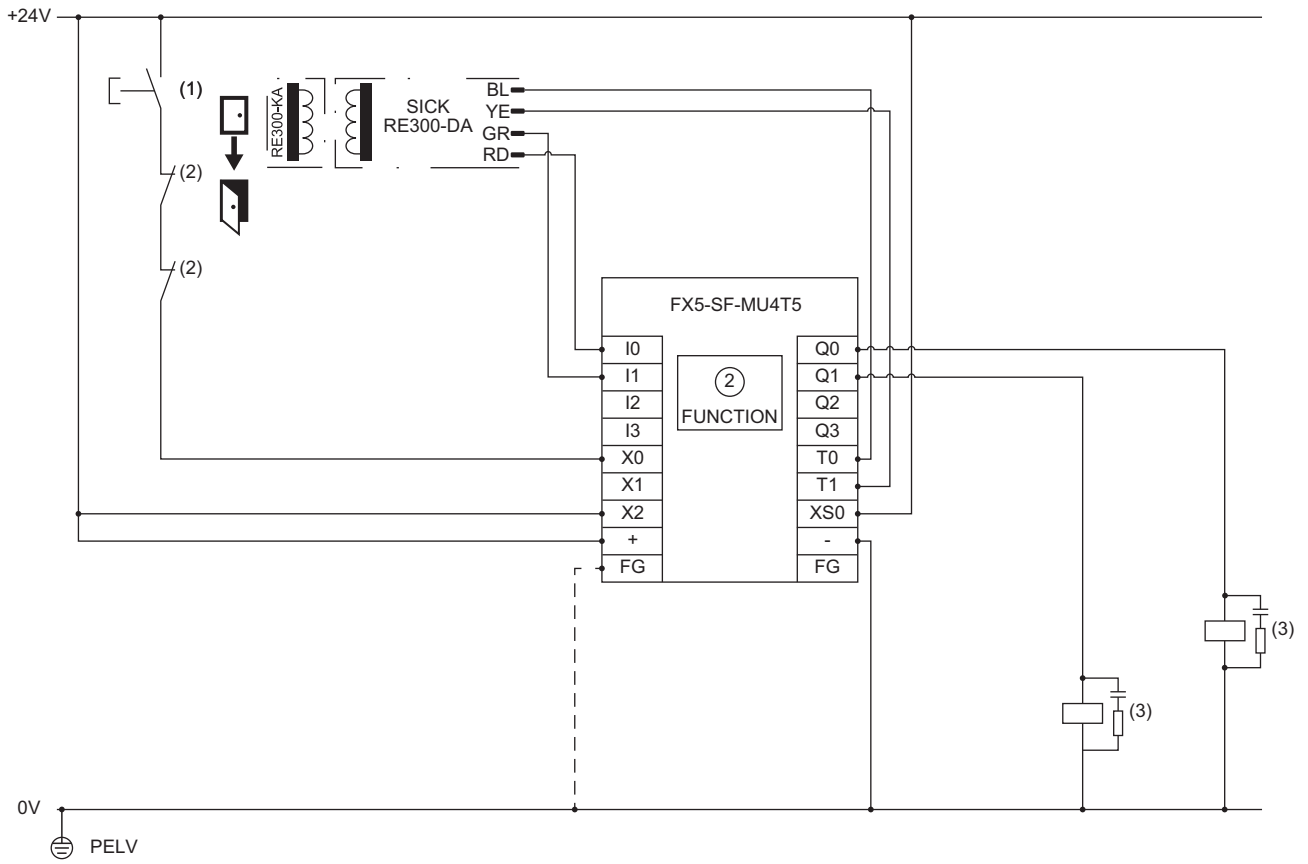 +24V
(1)
RE300-KA
SICK
RE300-DA
BL
YE
GR
RD
(2)
(2)
FX5-SF-MU4T5
I0
I1
I2
I3
X0
X1
X2
+
FG
2
FUNCTION
Q0
Q1
Q2
Q3
T0
T1
XS0
-
FG
(3)
(3)
0V
PELV